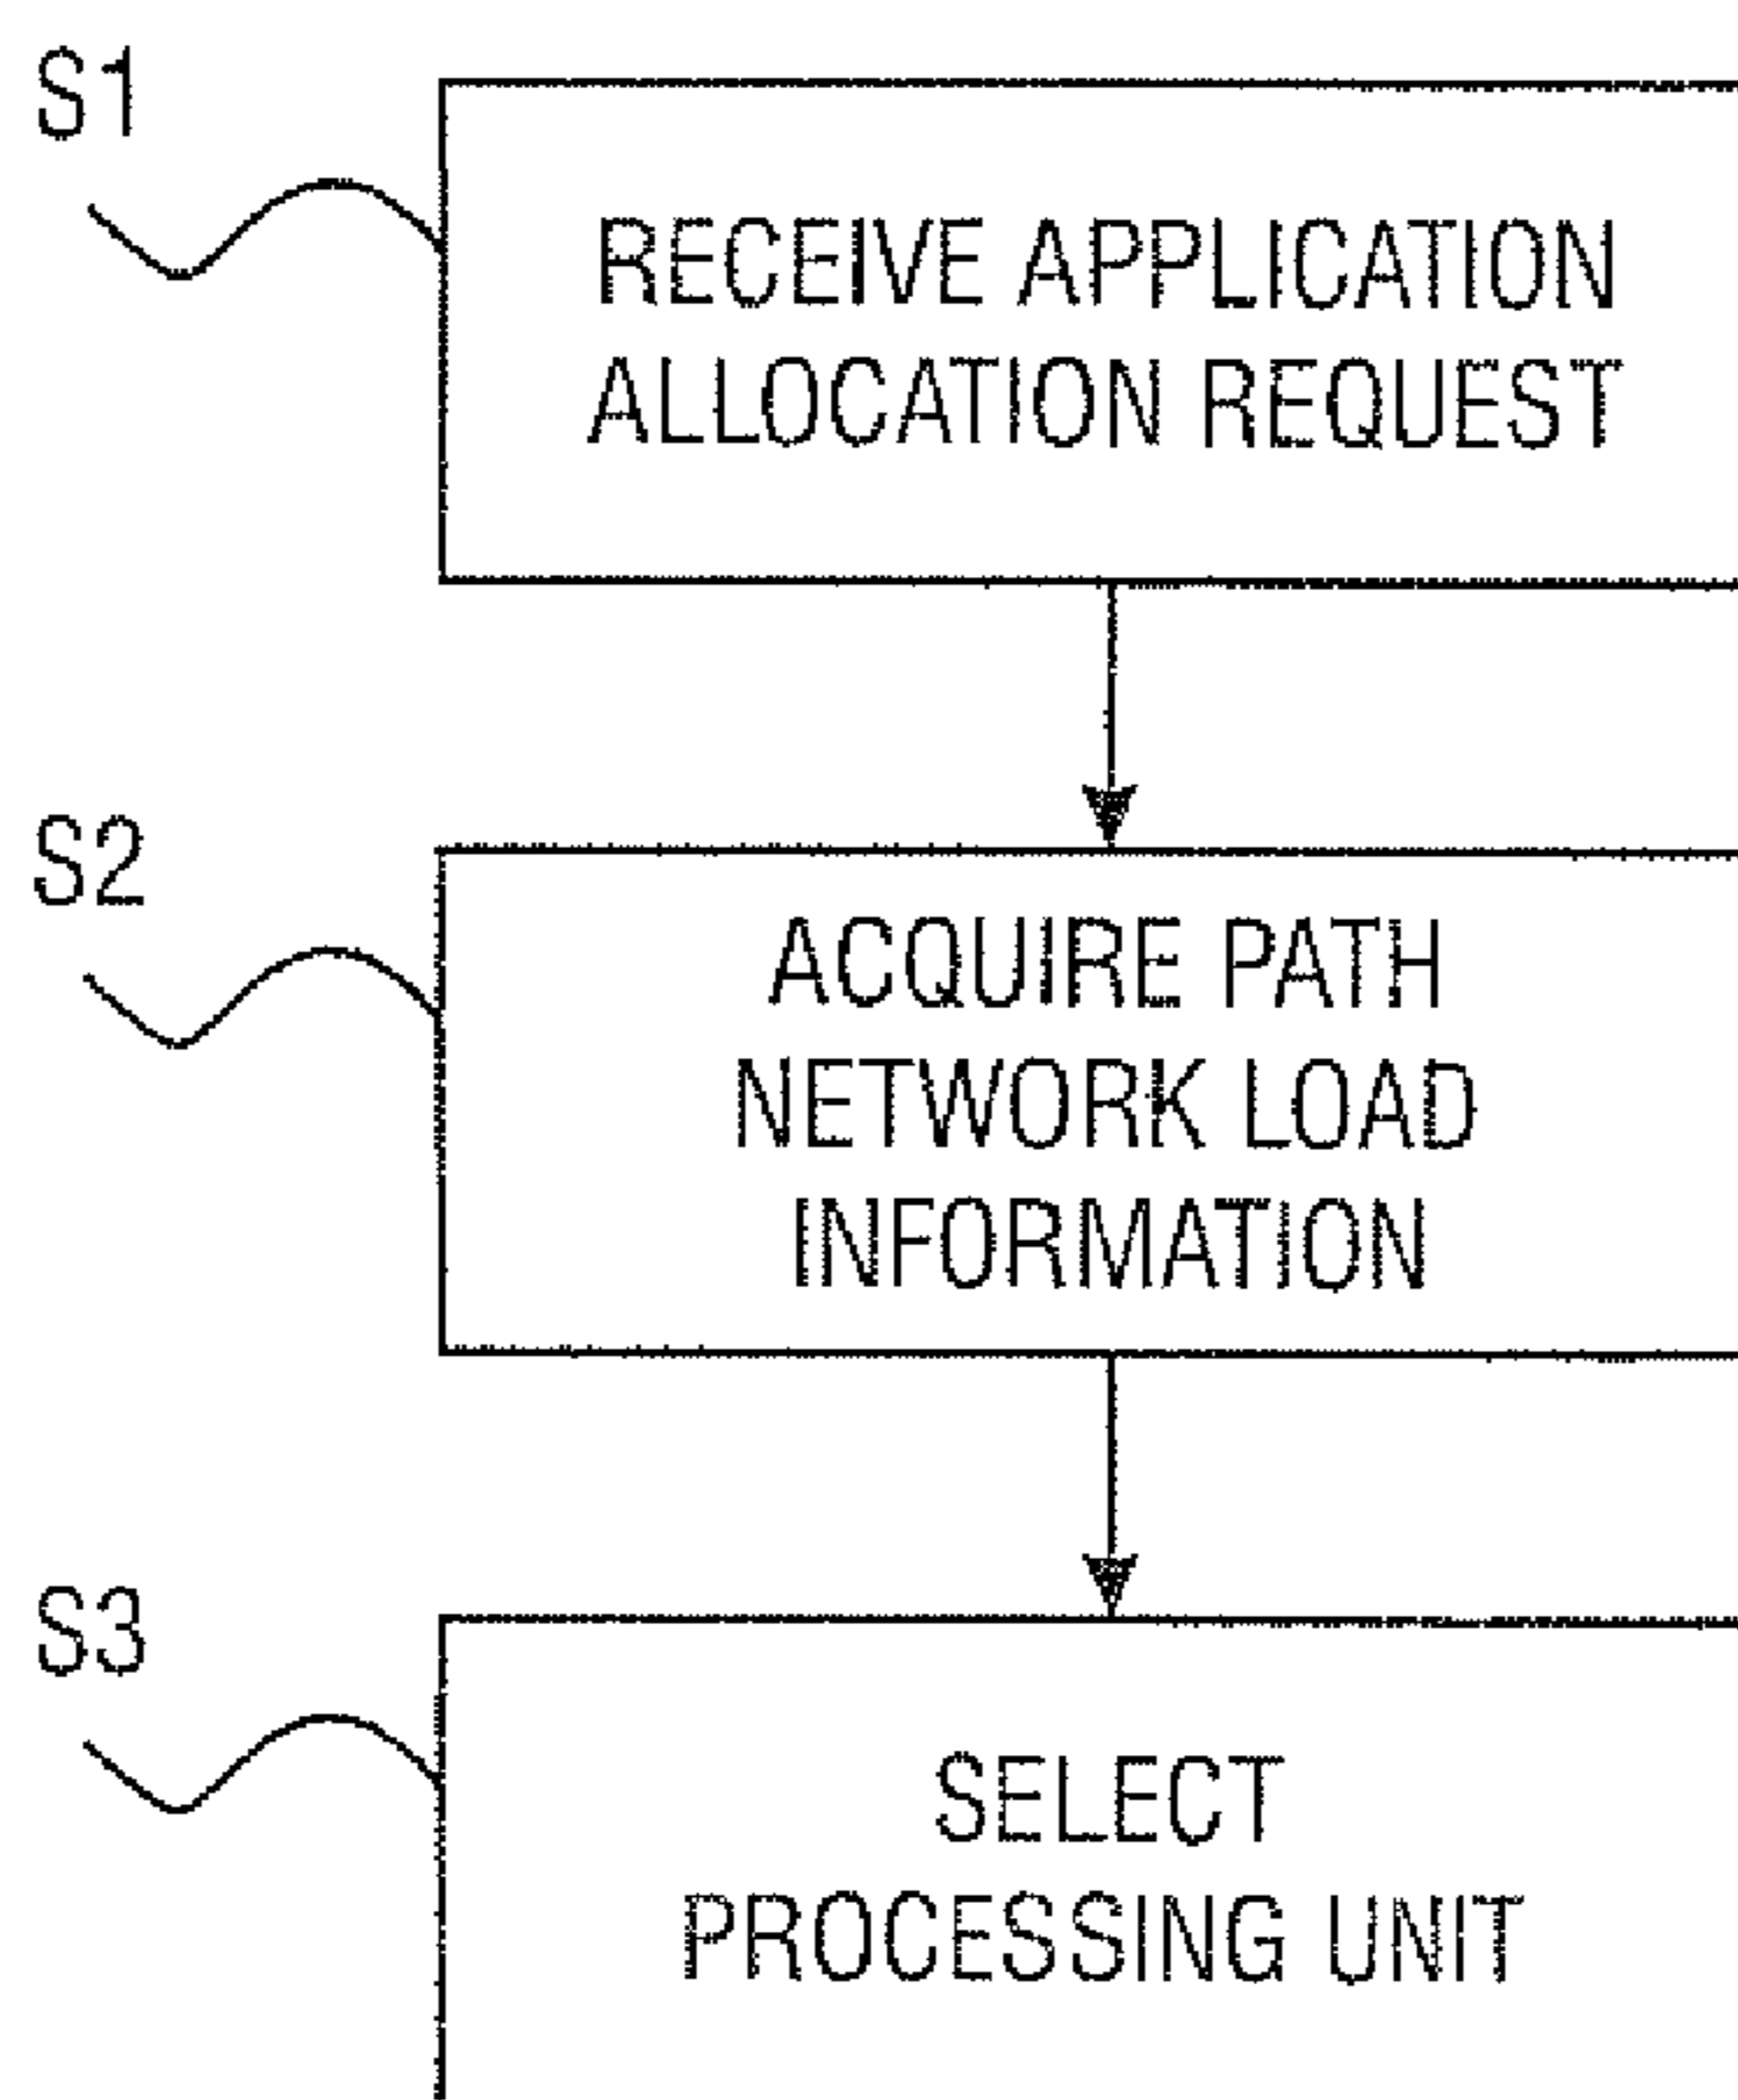 S1
RECEIVE APPLICATION
ALLOCATION REQUEST
S2
ACQUIRE PATH
NETWORK LOAD
INFORMATION
S3
SELECT
PROCESSING UNIT